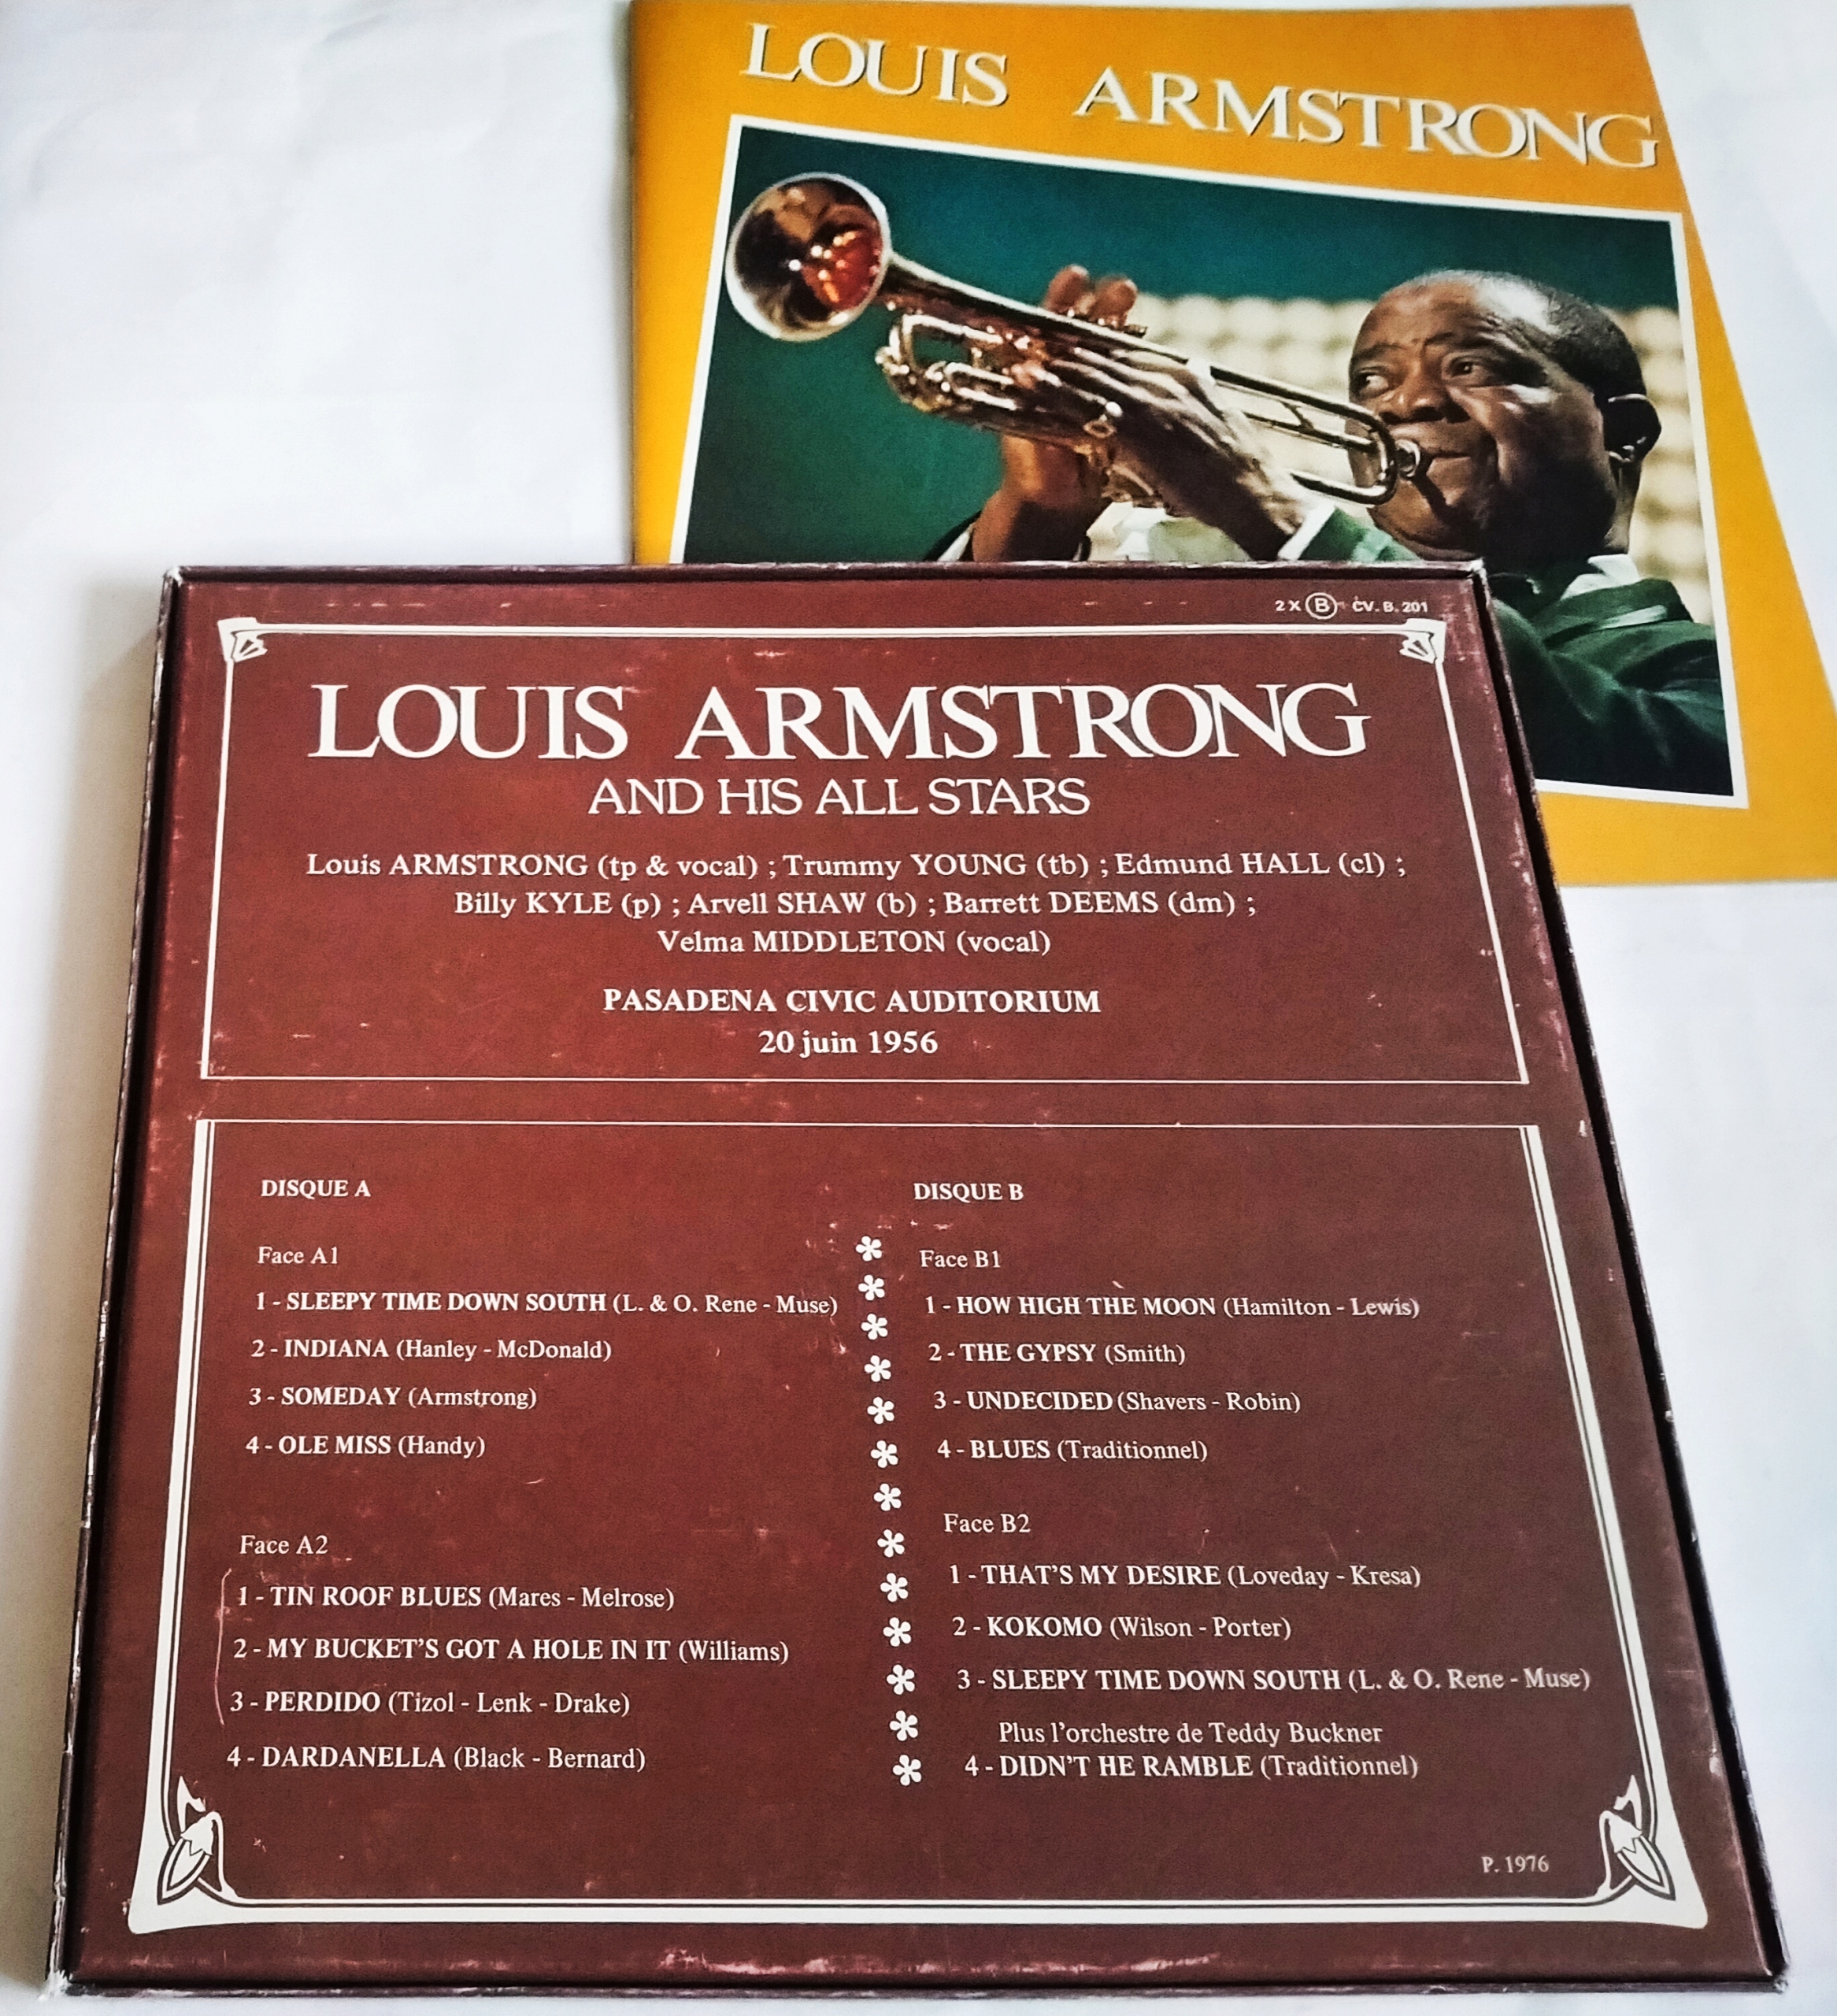 LOUIS ARMSTRONG
2 X B CV. B. 201
LOUIS ARMSTRONG
AND HIS ALL STARS
Louis ARMSTRONG (tp & vocal) ; Trummy YOUNG (tb) ; Edmund HALL (cl) ;
Billy KYLE (p) ; Arvell SHAW (b) ; Barrett DEEMS (dm) ;
Velma MIDDLETON (vocal)
PASADENA CIVIC AUDITORIUM
20 juin 1956
DISQUE A
Face A1
1 - SLEEPY TIME DOWN SOUTH (L. & O. Rene - Muse)
2 - INDIANA (Hanley - McDonald)
3 - SOMEDAY (Armstrong)
4 - OLE MISS (Handy)
Face A2
1 - TIN ROOF BLUES (Mares - Melrose)
2 - MY BUCKET'S GOT A HOLE IN IT (Williams)
3 - PERDIDO (Tizol - Lenk - Drake)
4 - DARDANELLA (Black - Bernard)
DISQUE B
Face B1
1 - HOW HIGH THE MOON (Hamilton - Lewis)
2 - THE GYPSY (Smith)
3 - UNDECIDED (Shavers - Robin)
4 - BLUES (Traditionnel)
Face B2
1 - THAT'S MY DESIRE (Loveday - Kresa)
2 - KOKOMO (Wilson - Porter)
3 - SLEEPY TIME DOWN SOUTH (L. & O. Rene - Muse)
Plus l'orchestre de Teddy Buckner
4 - DIDN'T HE RAMBLE (Traditionnel)
P. 1976